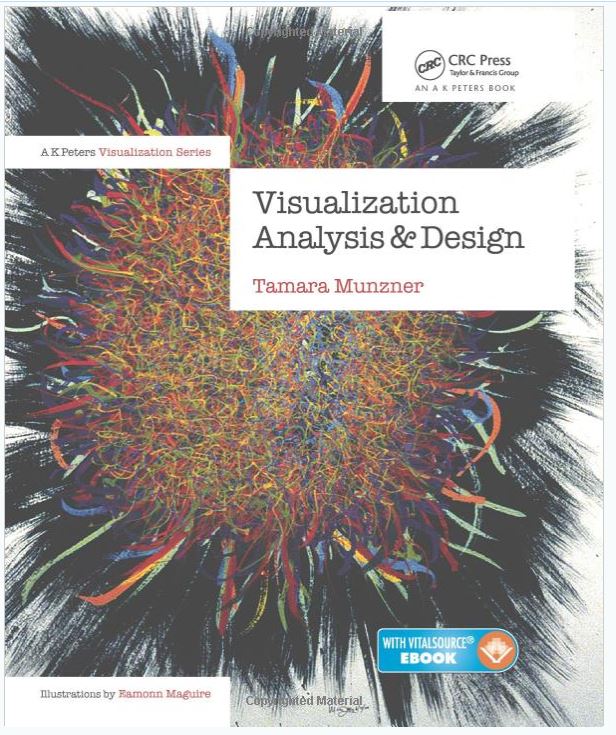 Copyrighted Material
CRC
CRC Press
Taylor & Francis Group
AN A K PETERS BOOK
A K Peters Visualization Series
Visualization
Analysis & Design
Tamara Munzner
WITH VITALSOURCE®
EBOOK
Illustrations by Eamonn Maguire
Copyrighted Material